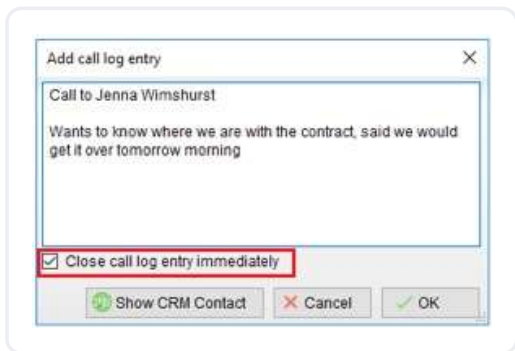 Add call log entry
Call to Jenna Wimshurst
Wants to know where we are with the contract, said we would
get it over tomorrow morning
Close call log entry immediately
Show CRM Contact
Cancel
OK